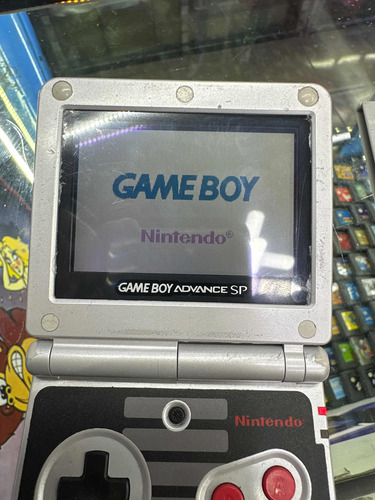 GAME BOY
Nintendo®
GAME BOY ADVANCE SP
Nintendo